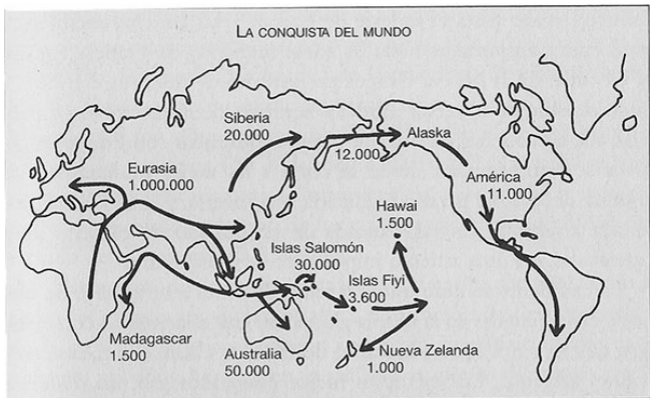 LA CONQUISTA DEL MUNDO
Siberia
20.000
Alaska
12.000
Eurasia
1.000.000
América
11.000
Hawai
1.500
Islas Salomón
30.000
Islas Fiyi
3.600
Madagascar
1.500
Australia
50.000
Nueva Zelanda
1.000